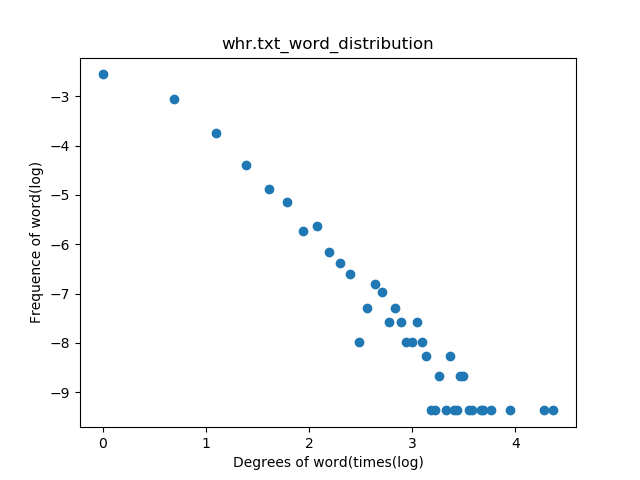 whr.txt_word_distribution
−3
−4
−5
−6
−7
−8
−9
Frequence of word(log)
0 1 2 3 4
Degrees of word(times(log)